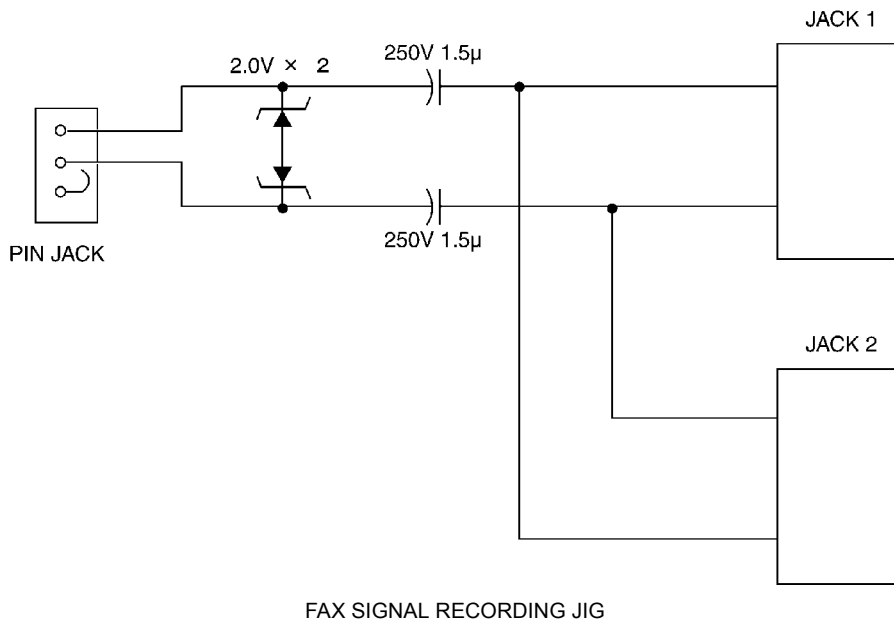 JACK 1
250V 1.5μ
2.0V × 2
PIN JACK
250V 1.5μ
JACK 2
FAX SIGNAL RECORDING JIG